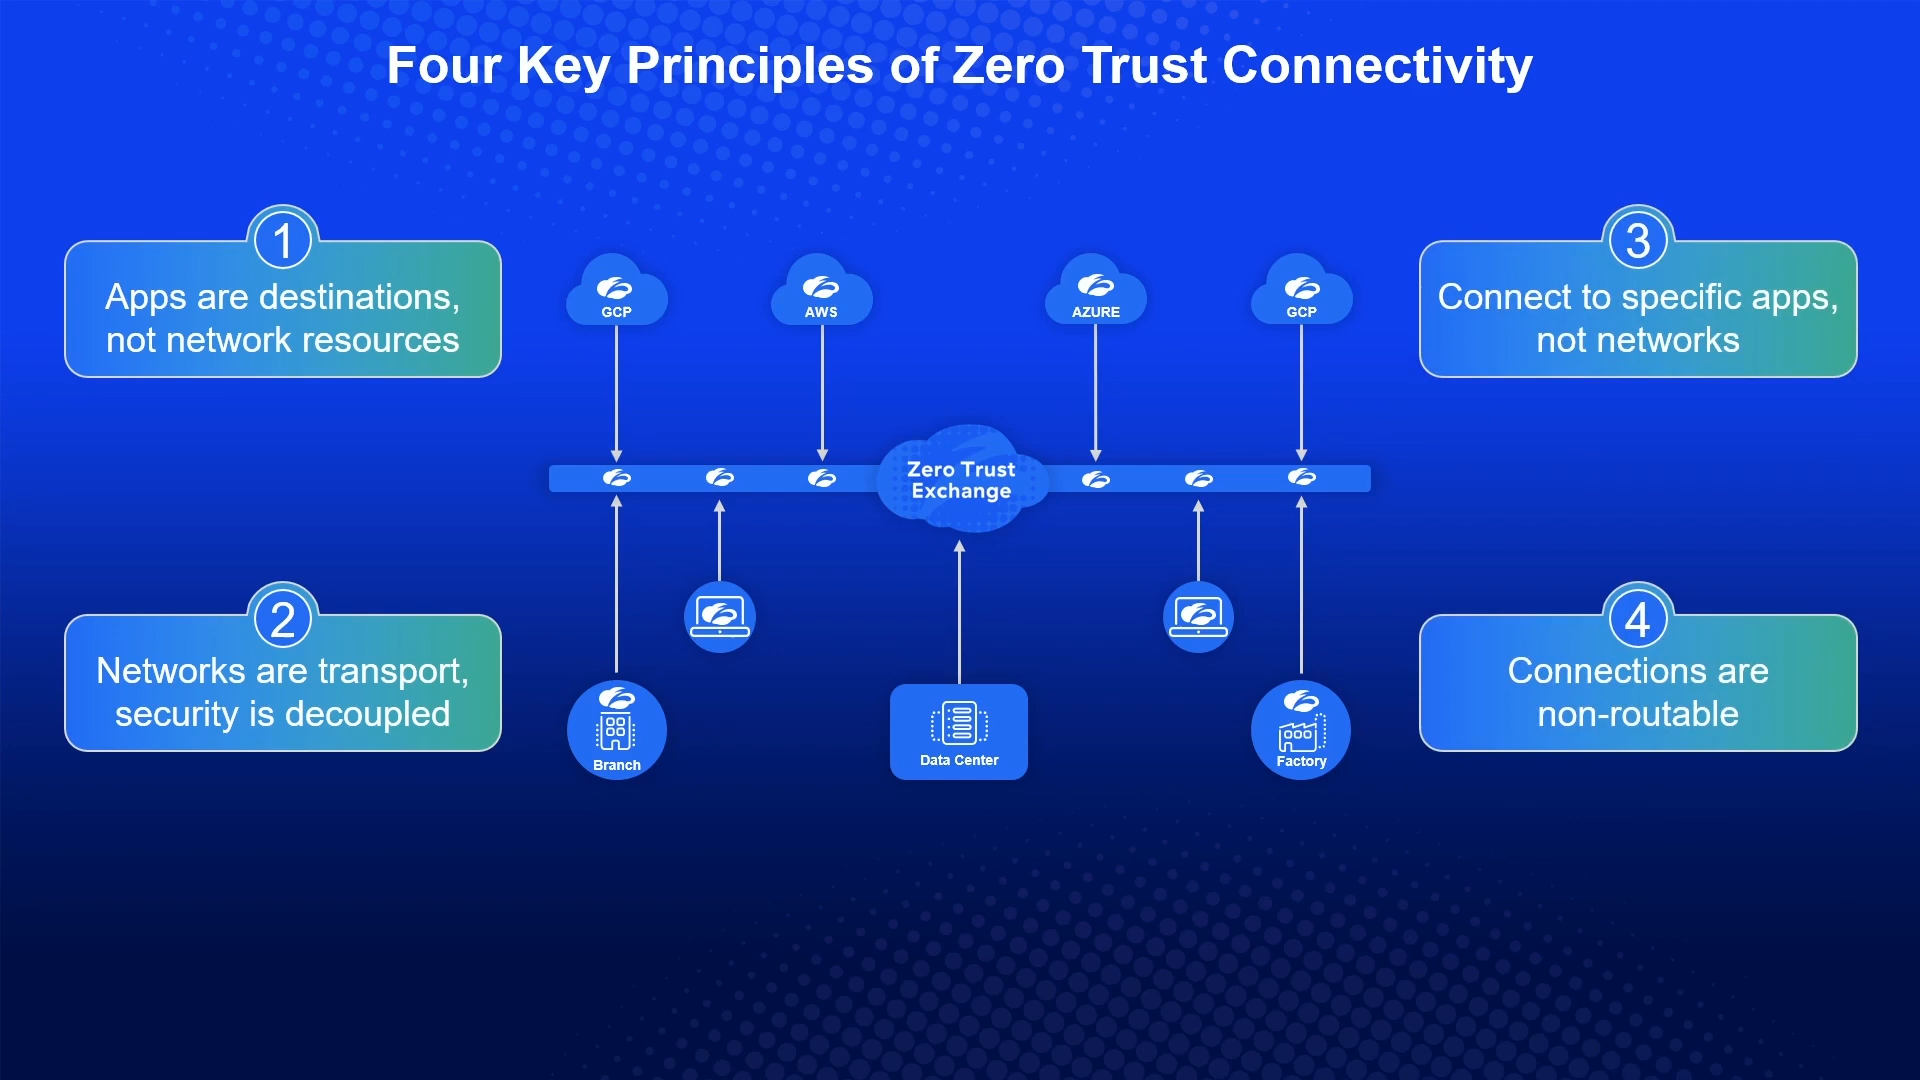 Four Key Principles of Zero Trust Connectivity
1
Apps are destinations,
not network resources
2
Networks are transport,
security is decoupled
GCP
AWS
AZURE
GCP
Zero Trust
Exchange
Branch
Data Center
Factory
3
Connect to specific apps,
not networks
4
Connections are
non-routable